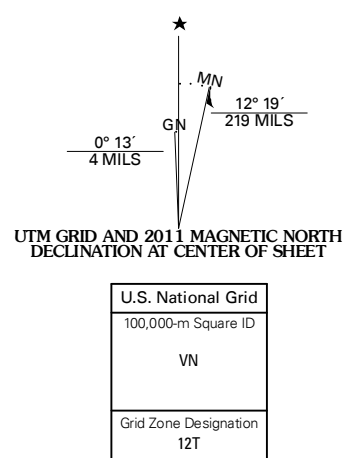 ★
MN
GN
12° 19´
219 MILS
0° 13´
4 MILS
UTM GRID AND 2011 MAGNETIC NORTH
DECLINATION AT CENTER OF SHEET
U.S. National Grid
100,000-m Square ID
VN
Grid Zone Designation
12T